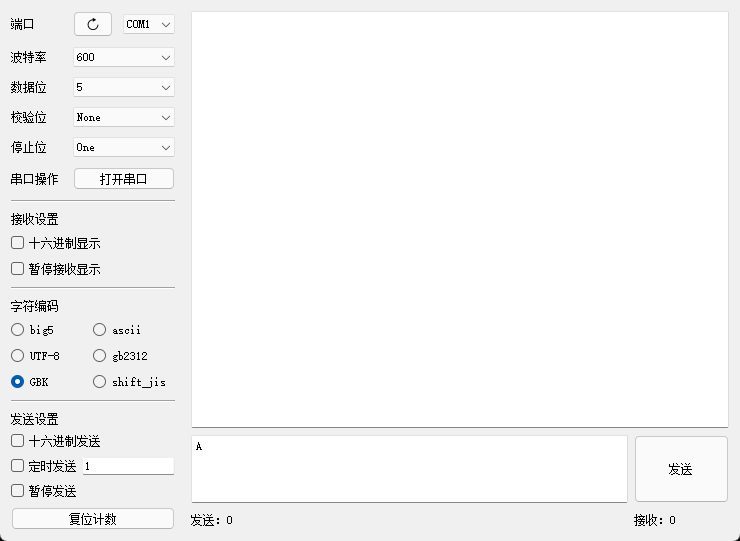 端口 COM1
波特率 600
数据位 5
校验位 None
停止位 One
串口操作 打开串口
接收设置
十六进制显示
暂停接收显示
字符编码
big5 ascii
UTF-8 gb2312
GBK shift_jis
发送设置
十六进制发送
定时发送 1
暂停发送
复位计数
A
发送
发送: 0
接收: 0